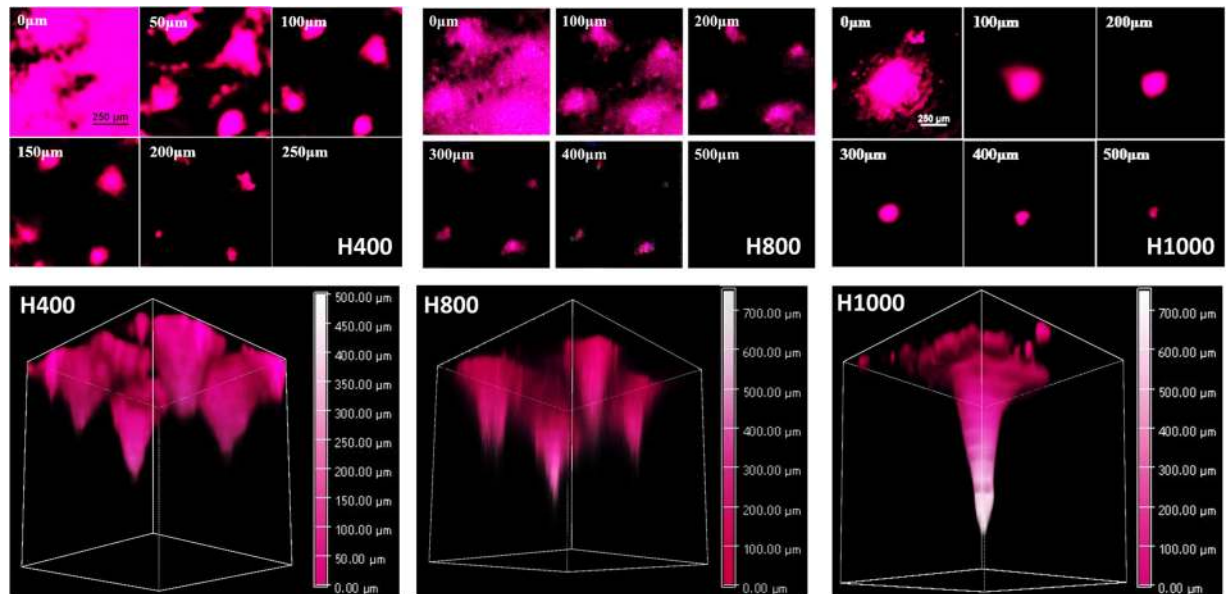 0µm
50µm
100µm
250 µm
150µm
200µm
250µm
H400
0µm
100µm
200µm
300µm
400µm
500µm
H800
0µm
100µm
200µm
250 µm
300µm
400µm
500µm
H1000
H400
500.00 µm
450.00 µm
400.00 µm
350.00 µm
300.00 µm
250.00 µm
200.00 µm
150.00 µm
100.00 µm
50.00 µm
0.00 µm
H800
700.00 µm
600.00 µm
500.00 µm
400.00 µm
300.00 µm
200.00 µm
100.00 µm
0.00 µm
H1000
700.00 µm
600.00 µm
500.00 µm
400.00 µm
300.00 µm
200.00 µm
100.00 µm
0.00 µm